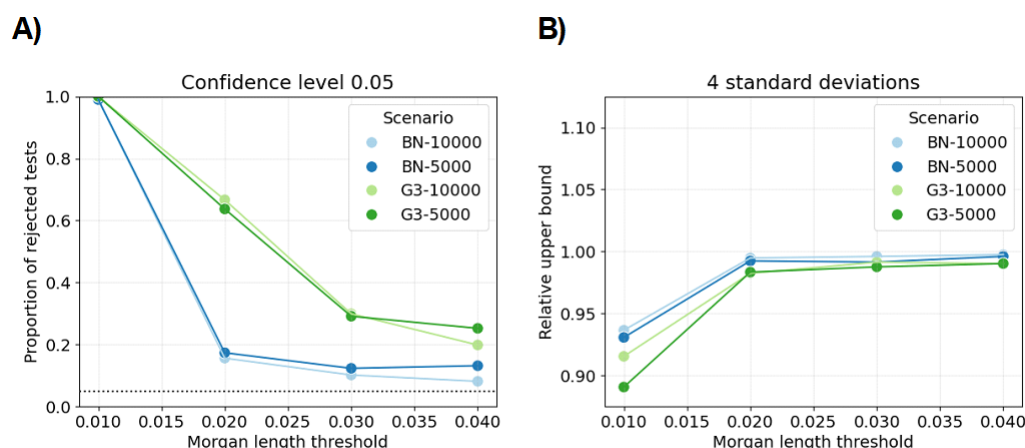 A)
Confidence level 0.05
Proportion of rejected tests
1.0
0.8
0.6
0.4
0.2
0.0
Scenario
BN-10000
BN-5000
G3-10000
G3-5000
0.010 0.015 0.020 0.025 0.030 0.035 0.040
Morgan length threshold
B)
4 standard deviations
Relative upper bound
1.10
1.05
1.00
0.95
0.90
Scenario
BN-10000
BN-5000
G3-10000
G3-5000
0.010 0.015 0.020 0.025 0.030 0.035 0.040
Morgan length threshold